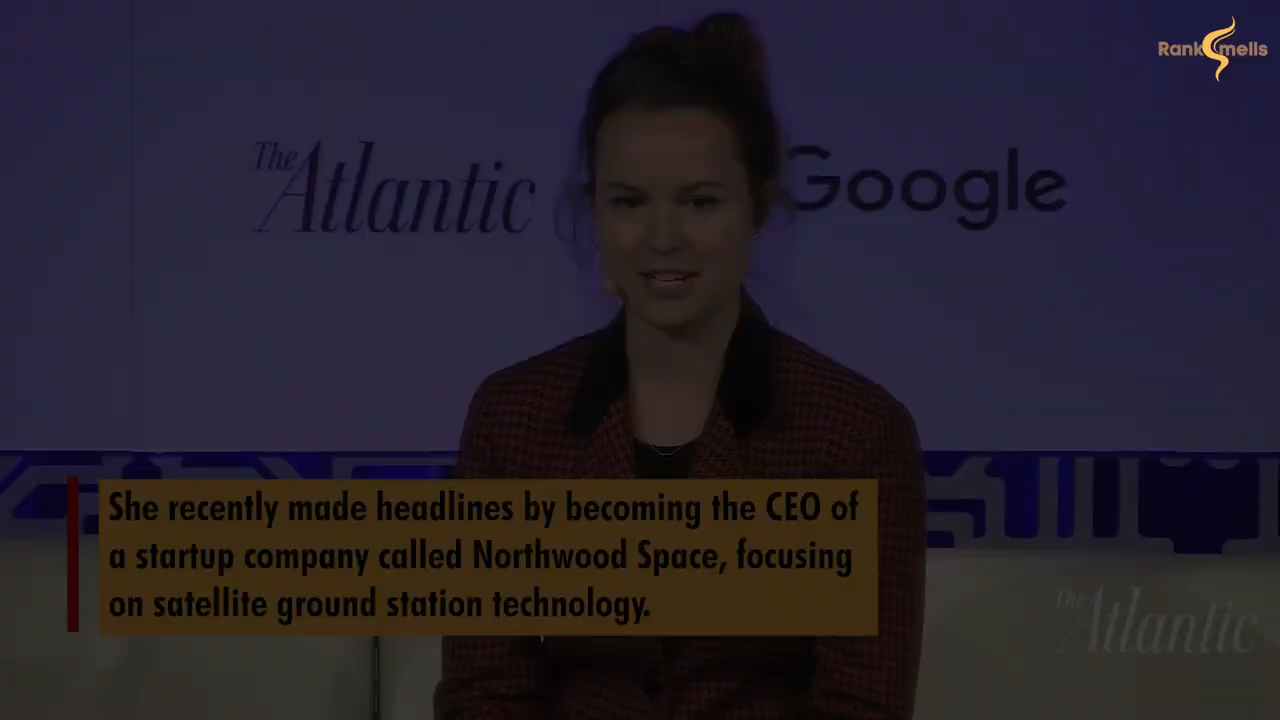 RankSmells
The Atlantic
Google
She recently made headlines by becoming the CEO of
a startup company called Northwood Space, focusing
on satellite ground station technology.
The Atlantic